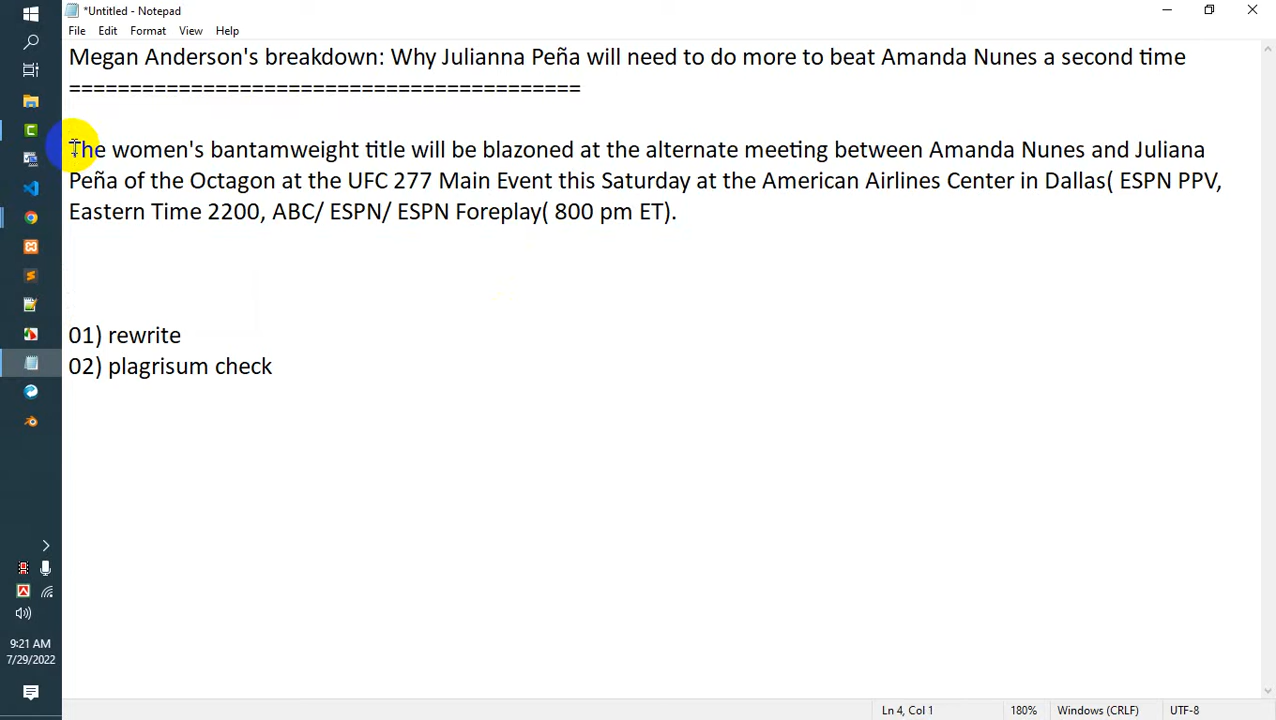 *Untitled - Notepad
File Edit Format View Help
Megan Anderson's breakdown: Why Julianna Peña will need to do more to beat Amanda Nunes a second time
==========================================
The women's bantamweight title will be blazoned at the alternate meeting between Amanda Nunes and Juliana
Peña of the Octagon at the UFC 277 Main Event this Saturday at the American Airlines Center in Dallas( ESPN PPV,
Eastern Time 2200, ABC/ ESPN/ ESPN Foreplay( 800 pm ET).
01) rewrite
02) plagrisum check
9:21 AM
7/29/2022
Ln 4, Col 1 180% Windows (CRLF) UTF-8